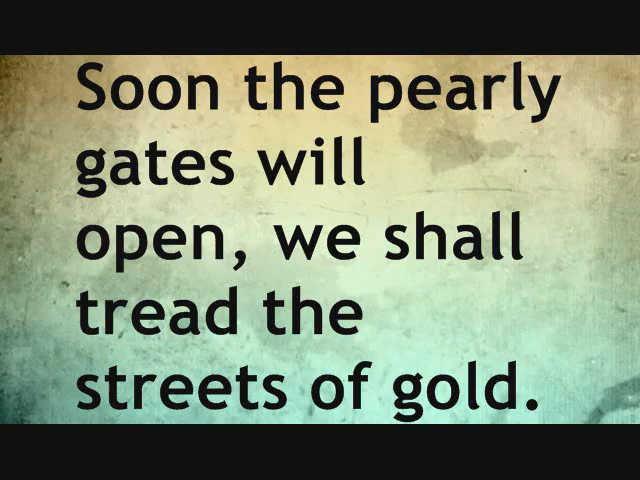 Soon the pearly
gates will
open, we shall
tread the
streets of gold.